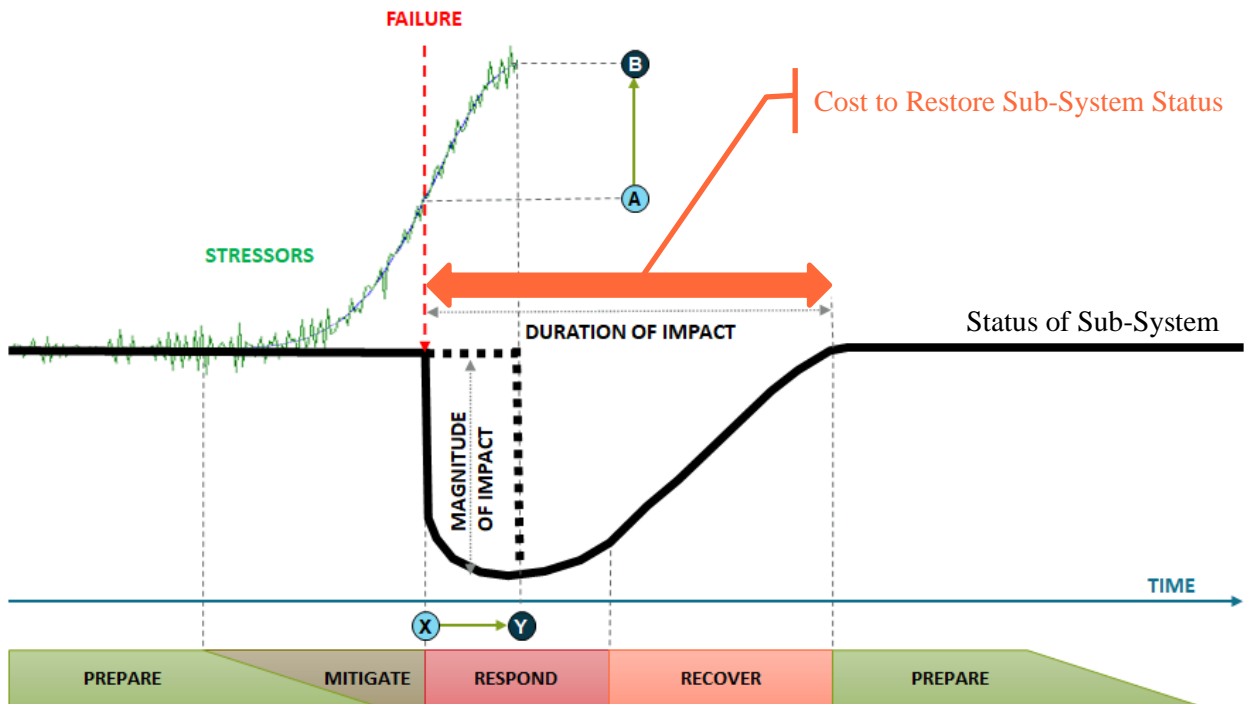 FAILURE
B
Cost to Restore Sub-System Status
A
STRESSORS
DURATION OF IMPACT
Status of Sub-System
MAGNITUDE
OF IMPACT
TIME
X
Y
PREPARE
MITIGATE
RESPOND
RECOVER
PREPARE